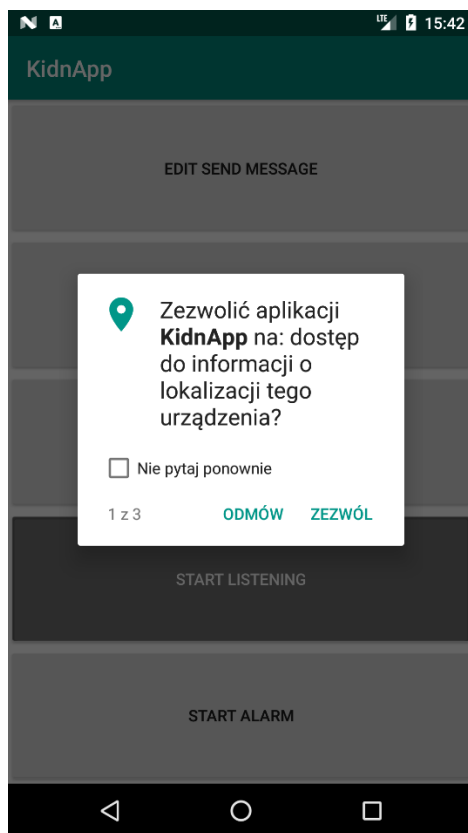 LTE 15:42
KidnApp
EDIT SEND MESSAGE
Zezwolić aplikacji
KidnApp na: dostęp
do informacji o
lokalizacji tego
urządzenia?
Nie pytaj ponownie
1 z 3 ODMÓW ZEZWÓL
START LISTENING
START ALARM